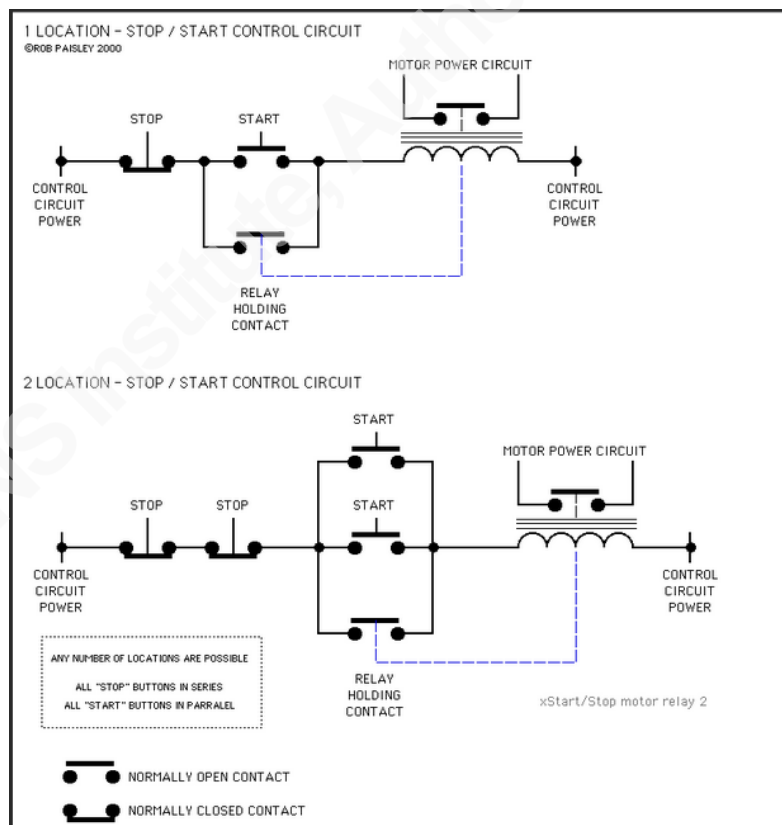 1 LOCATION - STOP / START CONTROL CIRCUIT
©ROB PAISLEY 2000
MOTOR POWER CIRCUIT
STOP
START
CONTROL
CIRCUIT
POWER
CONTROL
CIRCUIT
POWER
RELAY
HOLDING
CONTACT
2 LOCATION - STOP / START CONTROL CIRCUIT
START
MOTOR POWER CIRCUIT
STOP
STOP
START
CONTROL
CIRCUIT
POWER
CONTROL
CIRCUIT
POWER
ANY NUMBER OF LOCATIONS ARE POSSIBLE
ALL "STOP" BUTTONS IN SERIES
ALL "START" BUTTONS IN PARRALEL
RELAY
HOLDING
CONTACT
xStart/Stop motor relay 2
NORMALLY OPEN CONTACT
NORMALLY CLOSED CONTACT
NS Institute, Autho